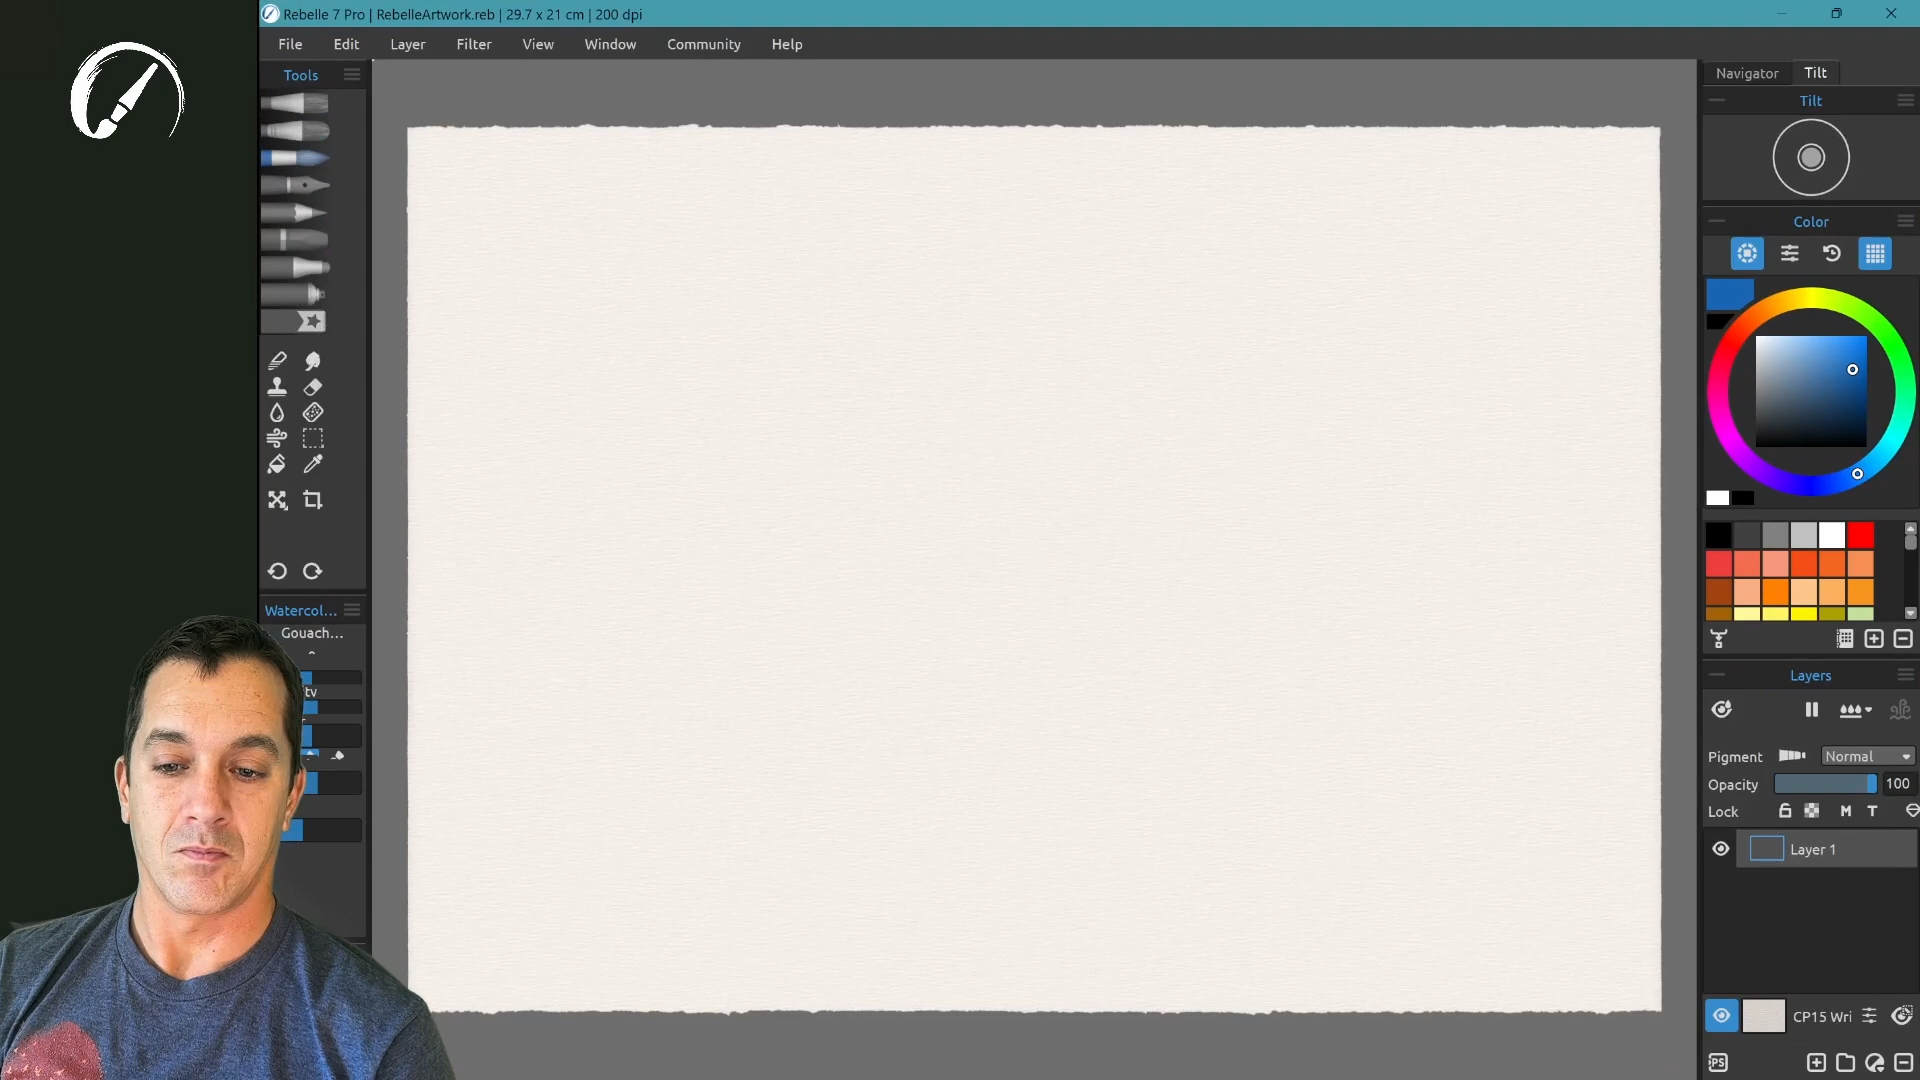 Rebelle 7 Pro | RebelleArtwork.reb | 29.7 x 21 cm | 200 dpi
File Edit Layer Filter View Window Community Help
Tools
Navigator Tilt
Tilt
Color
Watercol...
Gouach...
Layers
Pigment Normal
Opacity 100
Lock M T
Layer 1
CP15 Wri
PS